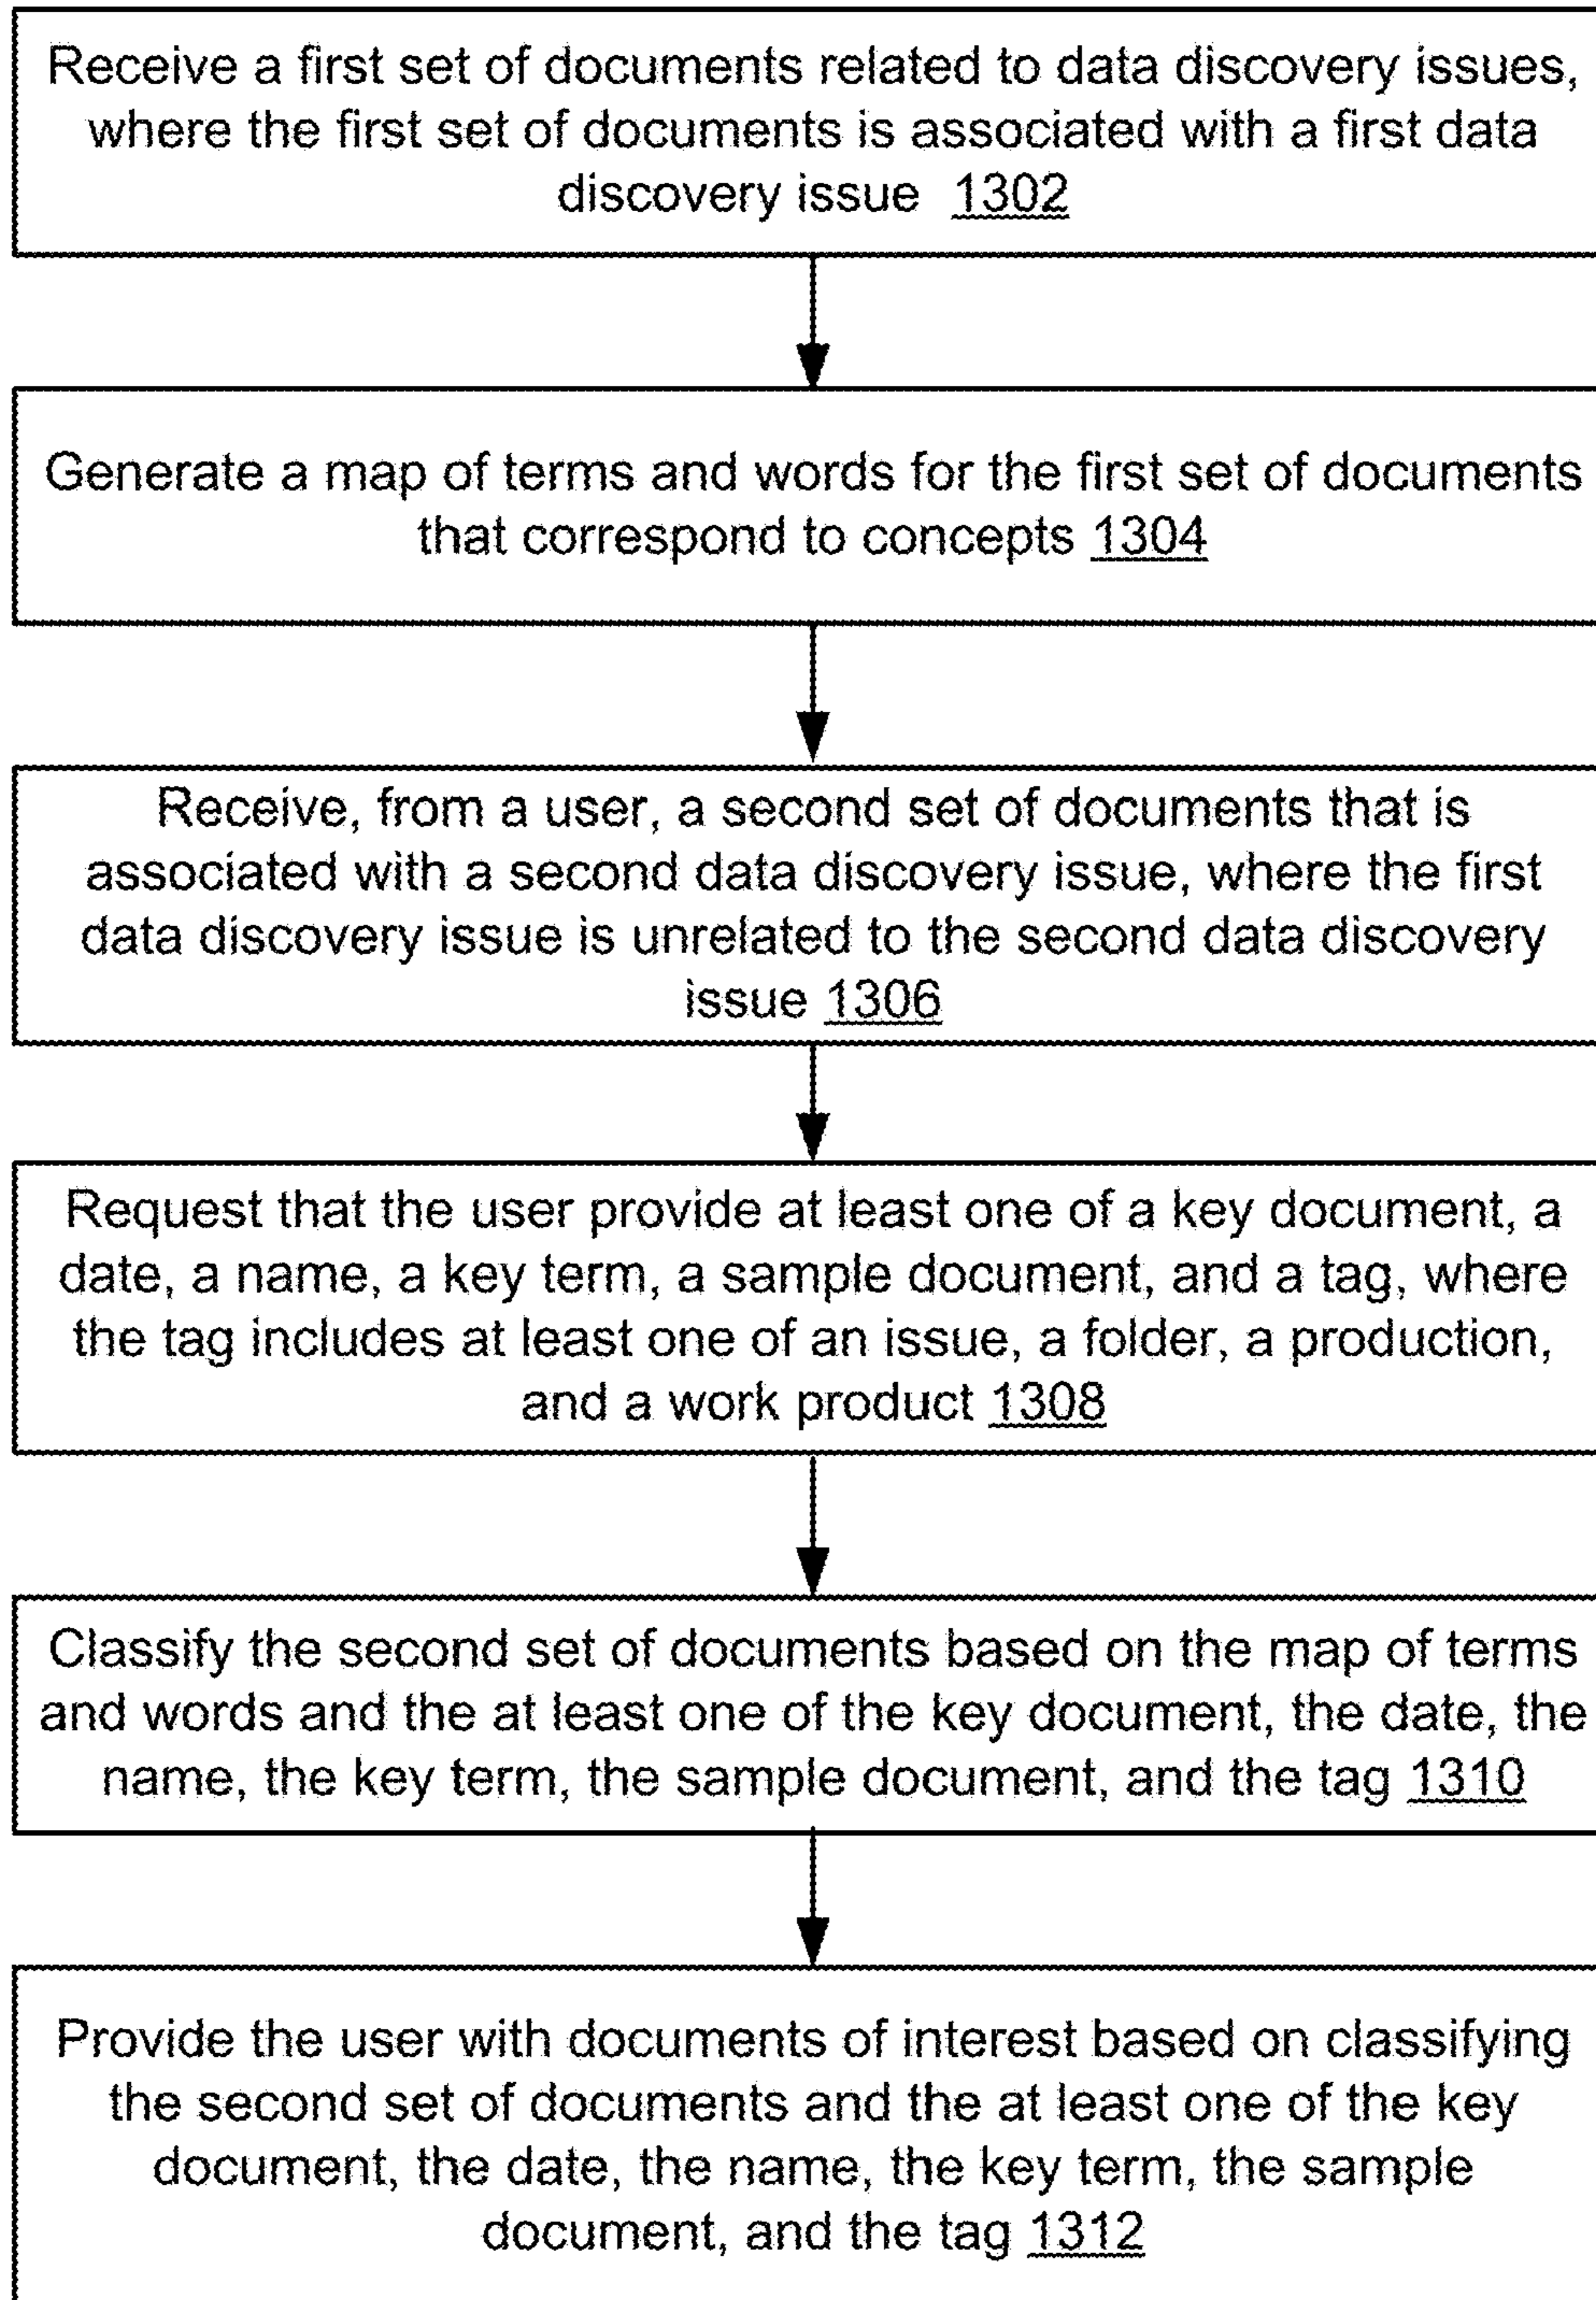 Receive a first set of documents related to data discovery issues,
where the first set of documents is associated with a first data
discovery issue 1302
Generate a map of terms and words for the first set of documents
that correspond to concepts 1304
Receive, from a user, a second set of documents that is
associated with a second data discovery issue, where the first
data discovery issue is unrelated to the second data discovery
issue 1306
Request that the user provide at least one of a key document, a
date, a name, a key term, a sample document, and a tag, where
the tag includes at least one of an issue, a folder, a production,
and a work product 1308
Classify the second set of documents based on the map of terms
and words and the at least one of the key document, the date, the
name, the key term, the sample document, and the tag 1310
Provide the user with documents of interest based on classifying
the second set of documents and the at least one of the key
document, the date, the name, the key term, the sample
document, and the tag 1312